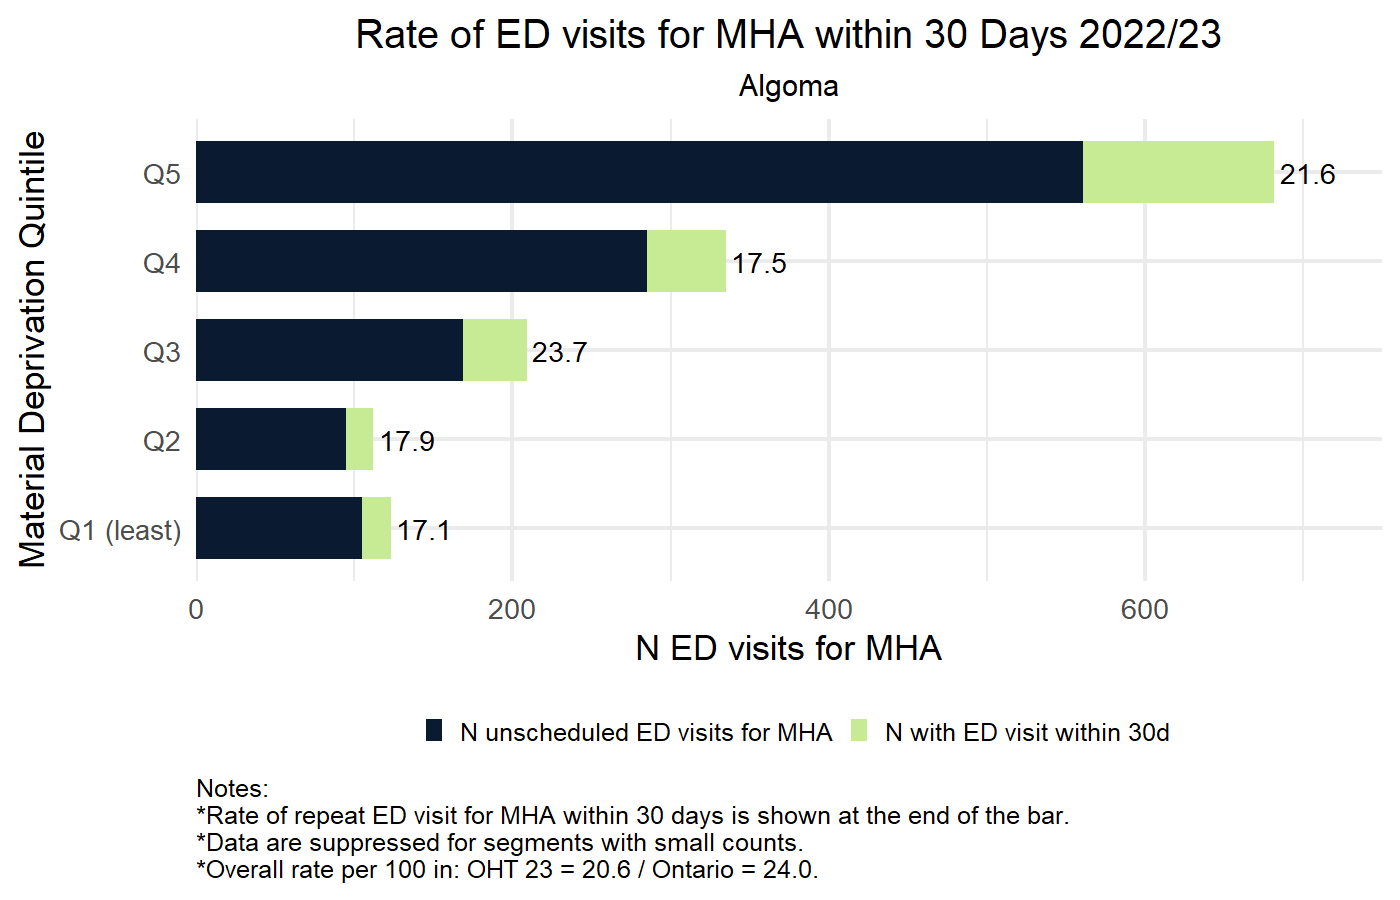 Rate of ED visits for MHA within 30 Days 2022/23
Algoma
Material Deprivation Quintile
Q5
21.6
Q4
17.5
Q3
23.7
Q2
17.9
Q1 (least)
17.1
0
200
400
600
N ED visits for MHA
N unscheduled ED visits for MHA
N with ED visit within 30d
Notes:
*Rate of repeat ED visit for MHA within 30 days is shown at the end of the bar.
*Data are suppressed for segments with small counts.
*Overall rate per 100 in: OHT 23 = 20.6 / Ontario = 24.0.